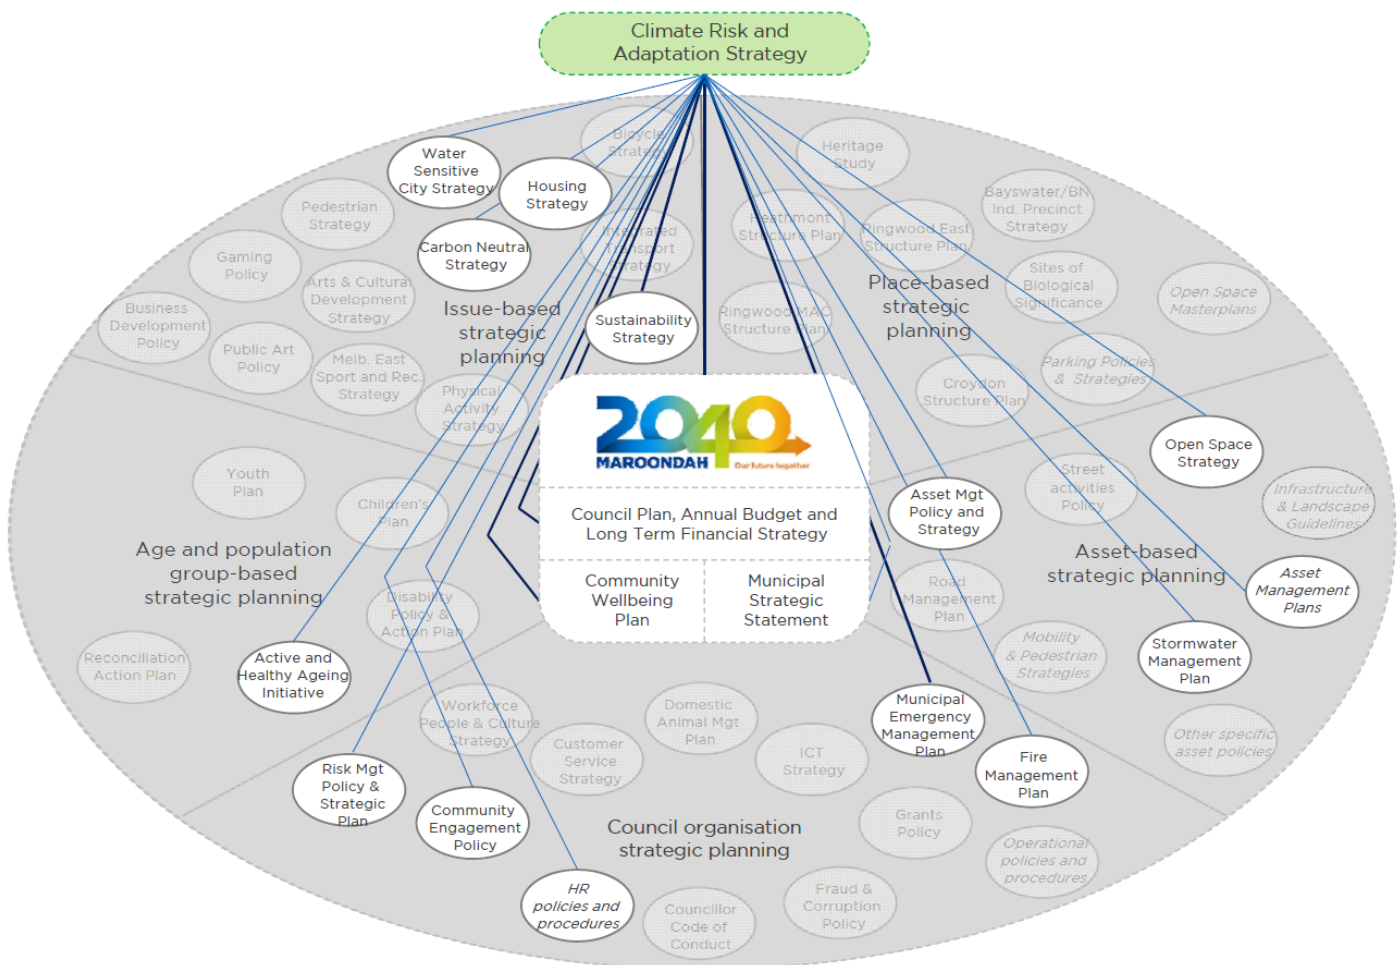 Climate Risk and
Adaptation Strategy
Bicycle
Strategy
Heritage
Study
Water
Sensitive
City Strategy
Housing
Strategy
Pedestrian
Strategy
Carbon Neutral
Strategy
Integrated
Transport
Strategy
Heathmont
Structure Plan
Ringwood East
Structure Plan
Bayswater/BN
Ind. Precinct
Strategy
Gaming
Policy
Arts & Cultural
Development
Strategy
Issue-based
strategic
planning
Sustainability
Strategy
Ringwood MAC
Structure Plan
Place-based
strategic
planning
Sites of
Biological
Significance
Open Space
Masterplans
Business
Development
Policy
Public Art
Policy
Melb. East
Sport and Rec.
Strategy
Physical
Activity
Strategy
Croydon
Structure Plan
Parking Policies
& Strategies
2040
MAROONDAH
Our future together
Council Plan, Annual Budget and
Long Term Financial Strategy
Community
Wellbeing
Plan
Municipal
Strategic
Statement
Youth
Plan
Children's
Plan
Age and population
group-based
strategic planning
Disability
Policy &
Action Plan
Reconciliation
Action Plan
Active and
Healthy Ageing
Initiative
Open Space
Strategy
Street
activities
Policy
Infrastructure
& Landscape
Guidelines
Asset Mgt
Policy and
Strategy
Asset-based
strategic planning
Road
Management
Plan
Asset
Management
Plans
Mobility
& Pedestrian
Strategies
Stormwater
Management
Plan
Other specific
asset policies
Workforce
People & Culture
Strategy
Domestic
Animal Mgt
Plan
Customer
Service
Strategy
ICT
Strategy
Municipal
Emergency
Management
Plan
Fire
Management
Plan
Risk Mgt
Policy &
Strategic
Plan
Community
Engagement
Policy
Council organisation
strategic planning
Grants
Policy
Operational
policies and
procedures
HR
policies and
procedures
Councillor
Code of
Conduct
Fraud &
Corruption
Policy